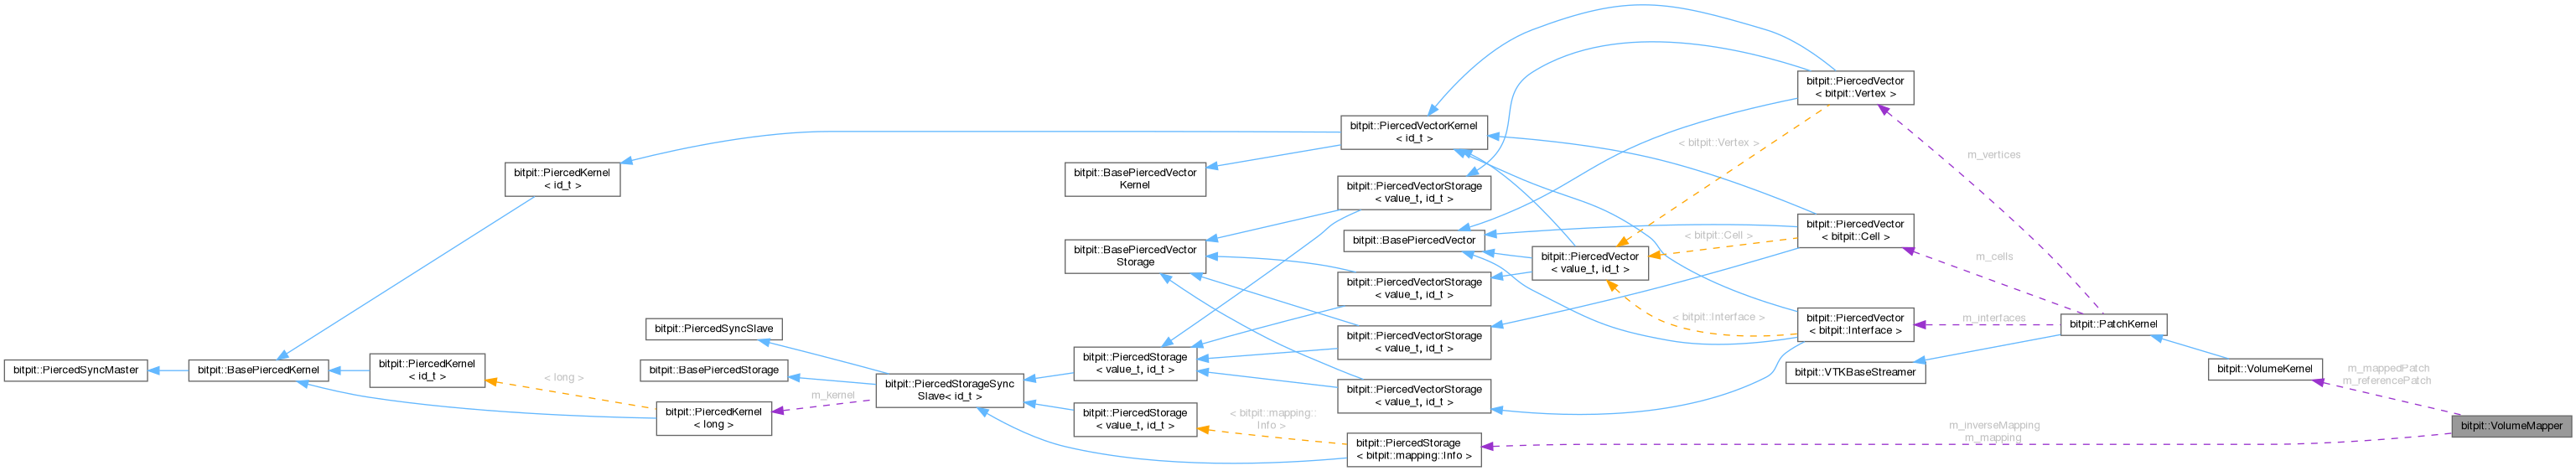 bitpit::PiercedSyncMaster
bitpit::BasePiercedKernel
bitpit::PiercedKernel
< id_t >
bitpit::PiercedKernel
< id_t >
< long >
bitpit::PiercedSyncSlave
bitpit::BasePiercedStorage
bitpit::PiercedKernel
< long >
m_kernel
bitpit::PiercedStorageSync
Slave< id_t >
bitpit::BasePiercedVector
Kernel
bitpit::BasePiercedVector
Storage
bitpit::PiercedStorage
< value_t, id_t >
bitpit::PiercedStorage
< value_t, id_t >
< bitpit::mapping::
Info >
bitpit::PiercedVectorKernel
< id_t >
bitpit::PiercedVectorStorage
< value_t, id_t >
bitpit::BasePiercedVector
bitpit::PiercedVectorStorage
< value_t, id_t >
bitpit::PiercedVectorStorage
< value_t, id_t >
bitpit::PiercedVectorStorage
< value_t, id_t >
bitpit::PiercedStorage
< bitpit::mapping::Info >
bitpit::PiercedVector
< value_t, id_t >
< bitpit::Vertex >
< bitpit::Cell >
< bitpit::Interface >
bitpit::PiercedVector
< bitpit::Vertex >
bitpit::PiercedVector
< bitpit::Cell >
bitpit::PiercedVector
< bitpit::Interface >
bitpit::VTKBaseStreamer
m_vertices
m_cells
m_interfaces
m_inverseMapping
m_mapping
bitpit::PatchKernel
bitpit::VolumeKernel
m_mappedPatch
m_referencePatch
bitpit::VolumeMapper